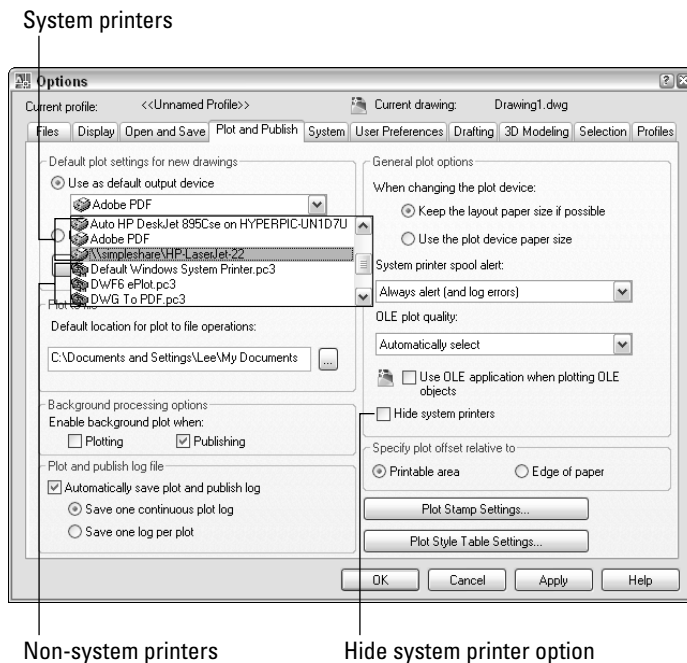 System printers
Options
Current profile: <<Unnamed Profile>> Current drawing: Drawing1.dwg
Files Display Open and Save Plot and Publish System User Preferences Drafting 3D Modeling Selection Profiles
Default plot settings for new drawings
Use as default output device
Adobe PDF
Auto HP DeskJet 895Cse on HYPERPIC-UN1D7U
Adobe PDF
\\simpleshare\HP-LaserJet-22
Default Windows System Printer.pc3
DWF6 ePlot.pc3
DWG To PDF.pc3
Default location for plot to file operations:
C:\Documents and Settings\Lee\My Documents ...
Background processing options
Enable background plot when:
Plotting Publishing
Plot and publish log file
Automatically save plot and publish log
Save one continuous plot log
Save one log per plot
General plot options
When changing the plot device:
Keep the layout paper size if possible
Use the plot device paper size
System printer spool alert:
Always alert (and log errors)
OLE plot quality:
Automatically select
Use OLE application when plotting OLE
objects
Hide system printers
Specify plot offset relative to
Printable area Edge of paper
Plot Stamp Settings...
Plot Style Table Settings...
OK Cancel Apply Help
Non-system printers Hide system printer option